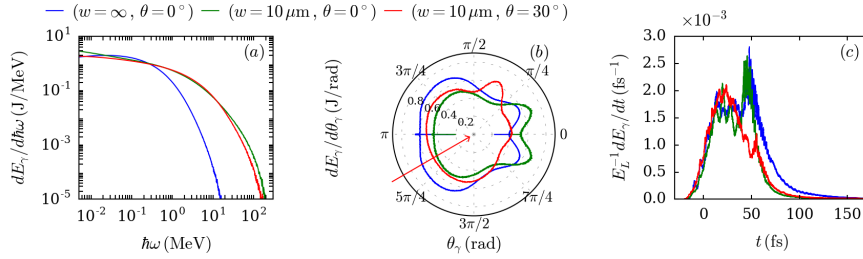 (w = ∞ , θ = 0°) (w = 10 μm , θ = 0°) (w = 10 μm , θ = 30°)
(a)
10^1
10^-1
10^-3
10^-5
10^-2 10^-1 10^0 10^1 10^2
ħω (MeV)
dE_γ/dħω (J/MeV)
(b)
π/2
3π/4 π/4
0.8 0.6 0.4 0.2
π 0
5π/4 7π/4
3π/2
θ_γ (rad)
dE_γ/dθ_γ (J/rad)
×10^-3
(c)
3.0
2.5
2.0
1.5
1.0
0.5
0.0
0 50 100 150
t (fs)
E_L^-1 dE_γ/dt (fs^-1)